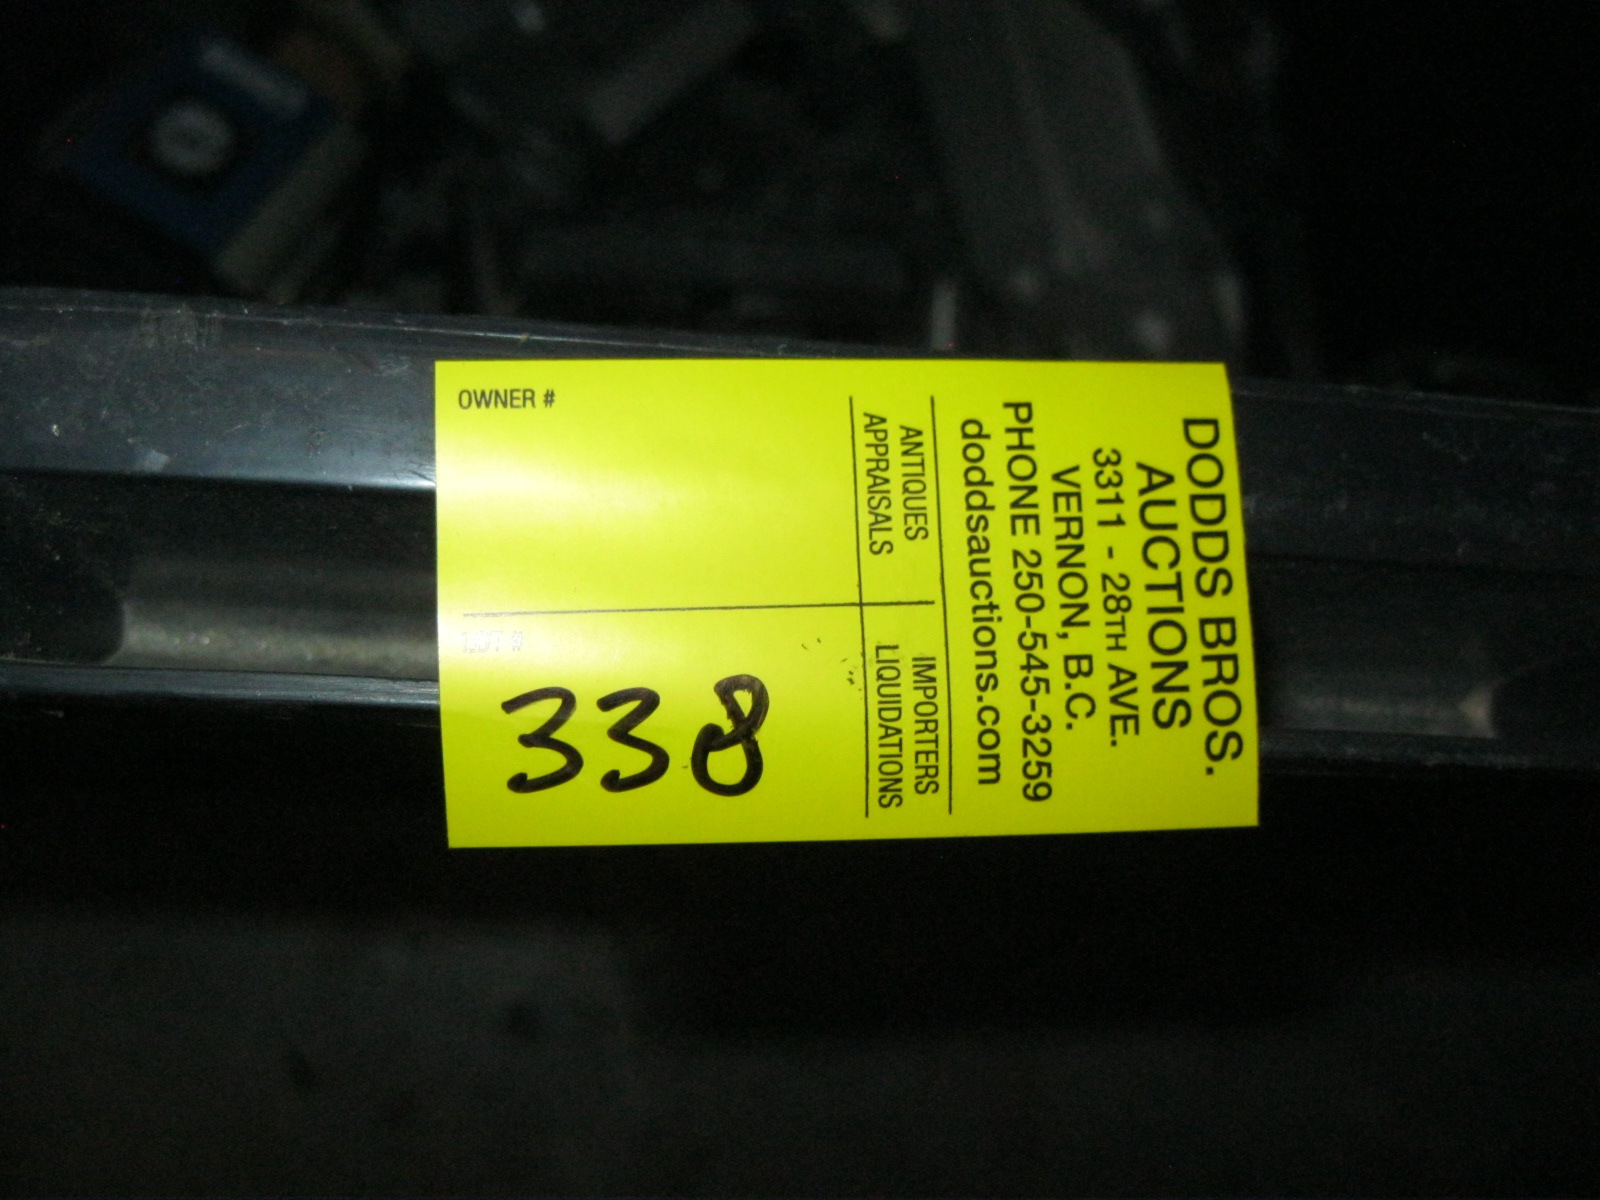 DODDS BROS.
AUCTIONS
3311 - 28TH AVE.
VERNON, B.C.
PHONE 250-545-3259
doddsauctions.com
ANTIQUES
APPRAISALS
IMPORTERS
LIQUIDATIONS
OWNER #
LOT #
338